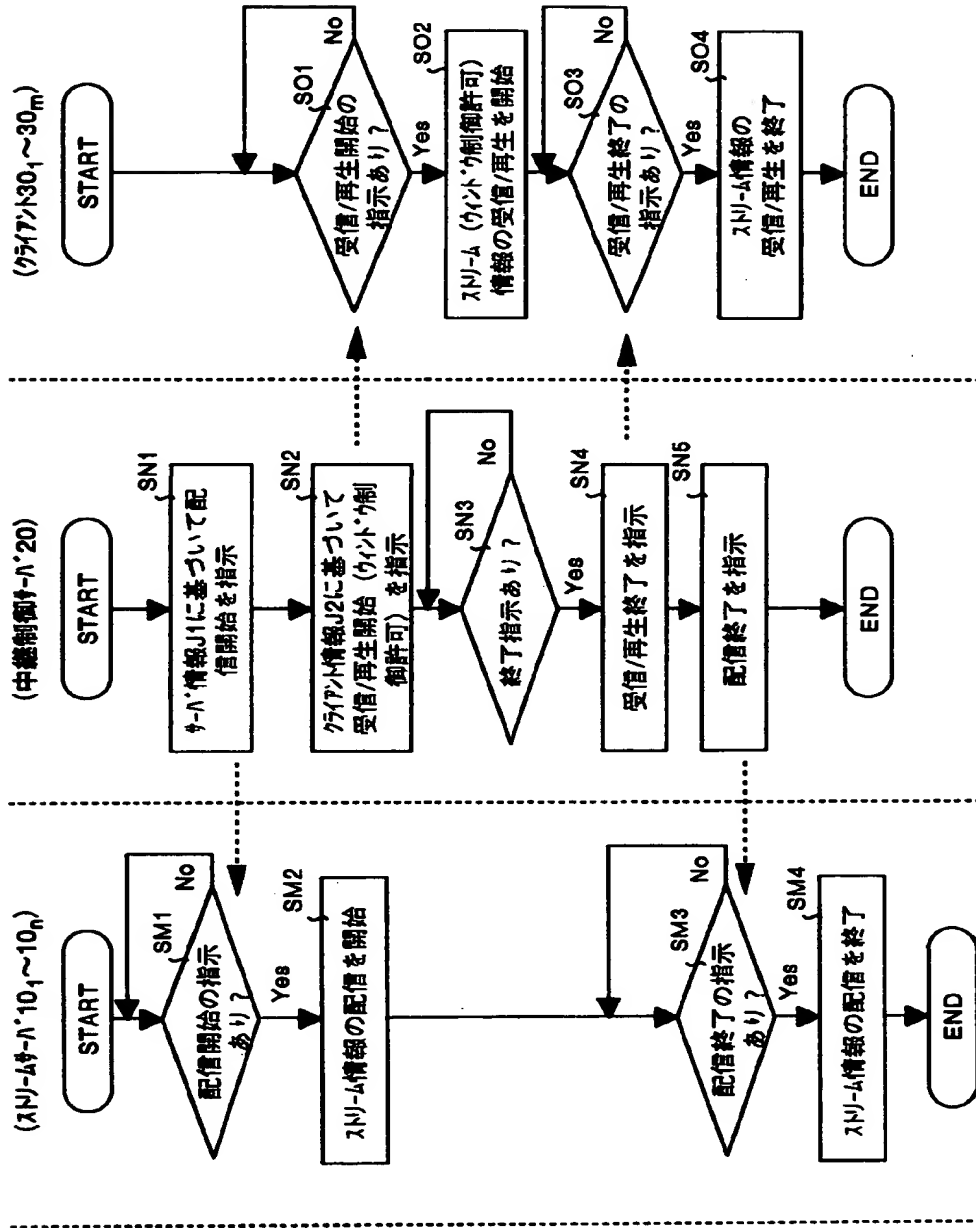 (ストリームサーバ10₁～10ₙ)
START
配信開始の指示
あり？
SM1
No
Yes
ストリーム情報の配信を開始
SM2
配信終了の指示
あり？
SM3
No
Yes
ストリーム情報の配信を終了
SM4
END
(中継制御サーバ20)
START
サーバ情報J1に基づいて配
信開始を指示
SN1
クライアント情報J2に基づいて
受信/再生開始（ウィンドウ制
御許可）を指示
SN2
終了指示あり？
SN3
No
Yes
受信/再生終了を指示
SN4
配信終了を指示
SN5
END
(クライアント30₁～30ₘ)
START
受信/再生開始の
指示あり？
SO1
No
Yes
ストリーム（ウィンドウ制御許可）
情報の受信/再生を開始
SO2
受信/再生終了の
指示あり？
SO3
No
Yes
ストリーム情報の
受信/再生を終了
SO4
END